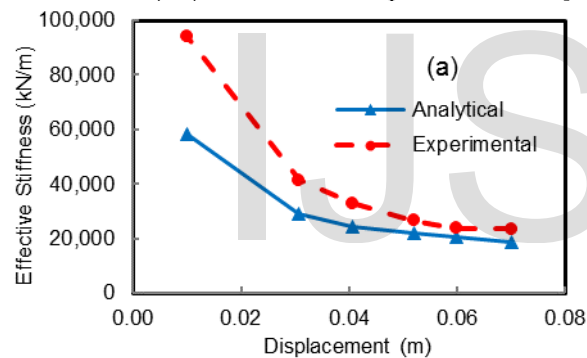 100,000
80,000
60,000
40,000
20,000
0
Effective Stiffness (kN/m)
(a)
Analytical
Experimental
0.00 0.02 0.04 0.06 0.08
Displacement (m)
IJS